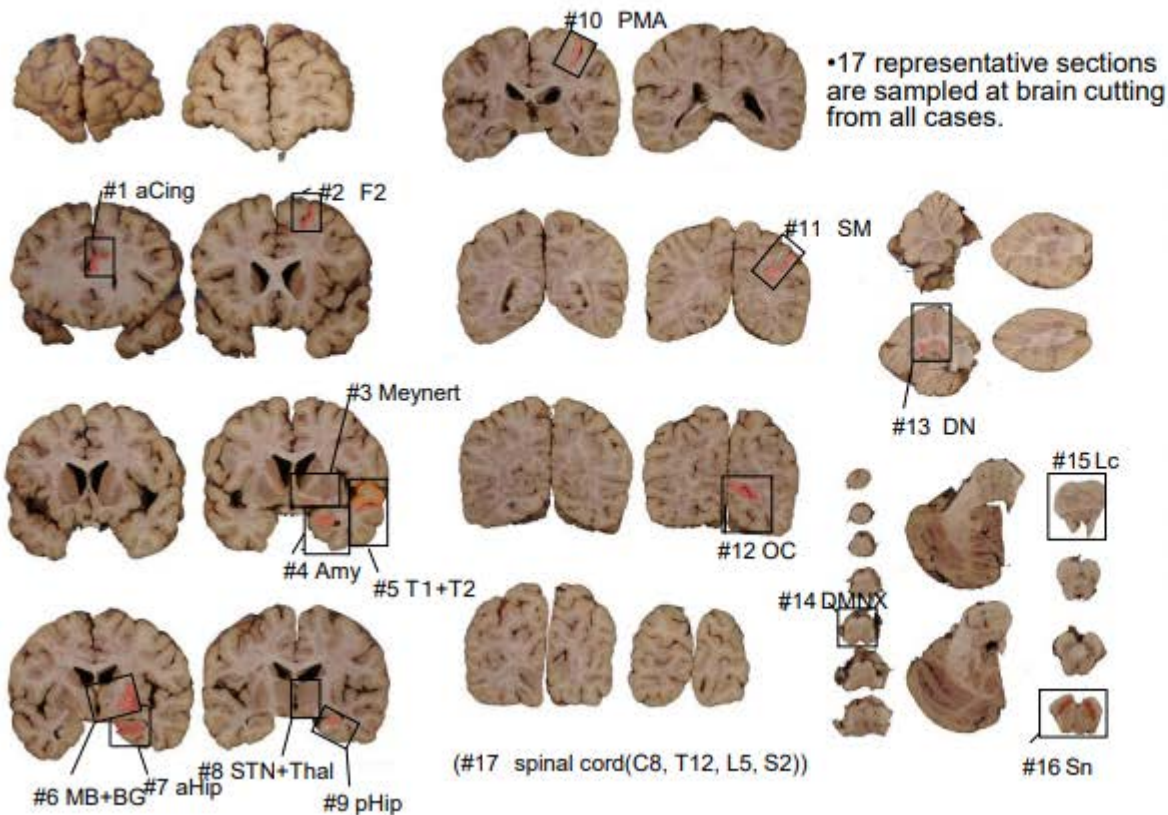 #10 PMA
•17 representative sections
are sampled at brain cutting
from all cases.
#1 aCing
#2 F2
#11 SM
#3 Meynert
#13 DN
#15 Lc
#12 OC
#4 Amy
#5 T1+T2
#14 DMNX
#8 STN+Thal
(#17 spinal cord(C8, T12, L5, S2))
#7 aHip
#16 Sn
#6 MB+BG
#9 pHip